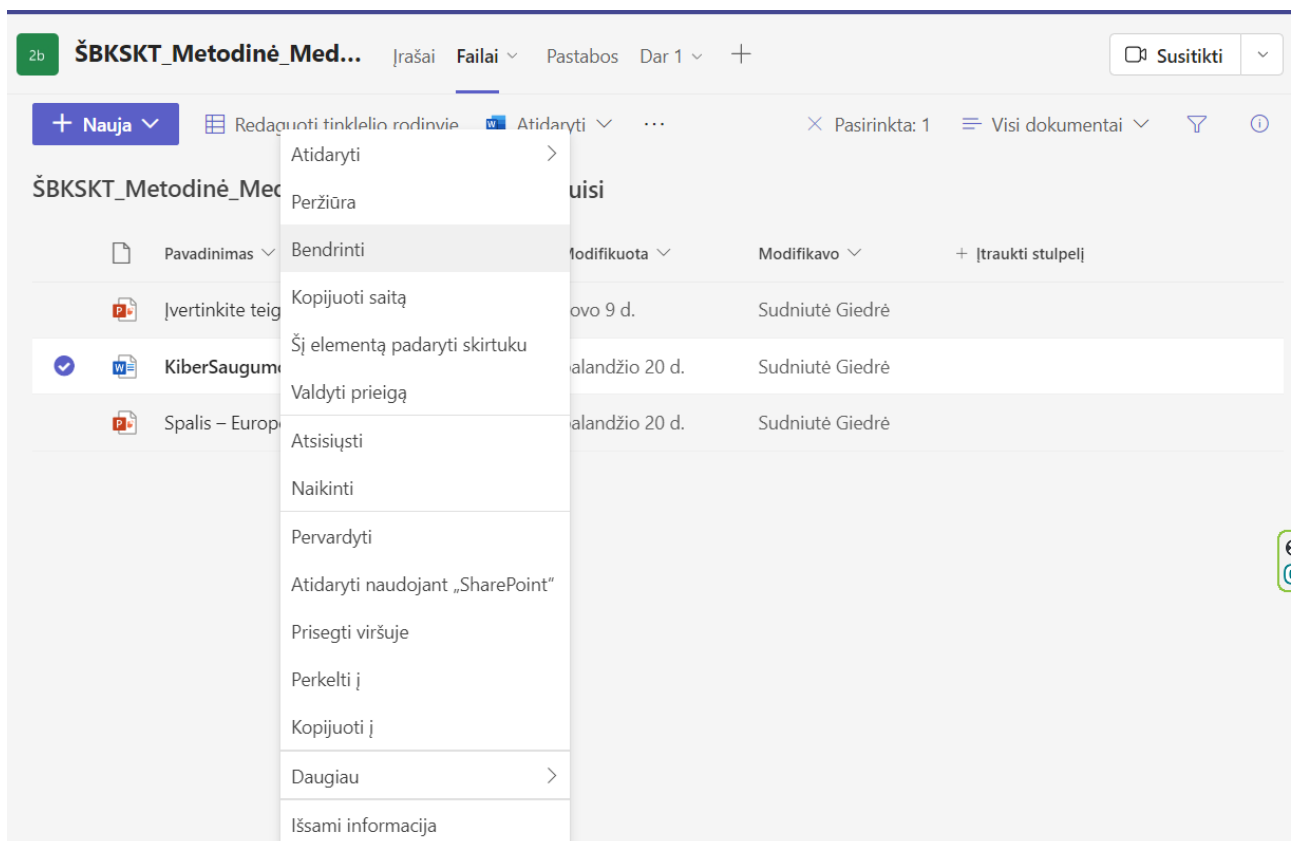 2b ŠBKSKT_Metodinė_Med... Įrašai Failai Pastabos Dar 1 Susitikti
Nauja Redaguoti tinklelio rodinyje Atidaryti ... Pasirinkta: 1 Visi dokumentai
ŠBKSKT_Metodinė_Med uisi
Pavadinimas Modifikuota Modifikavo + Įtraukti stulpelį
Įvertinkite teig ovo 9 d. Sudniutė Giedrė
KiberSaugum alandžio 20 d. Sudniutė Giedrė
Spalis – Europ alandžio 20 d. Sudniutė Giedrė
Atidaryti
Peržiūra
Bendrinti
Kopijuoti saitą
Šį elementą padaryti skirtuku
Valdyti prieigą
Atsisiųsti
Naikinti
Pervardyti
Atidaryti naudojant „SharePoint“
Prisegti viršuje
Perkelti į
Kopijuoti į
Daugiau
Išsami informacija